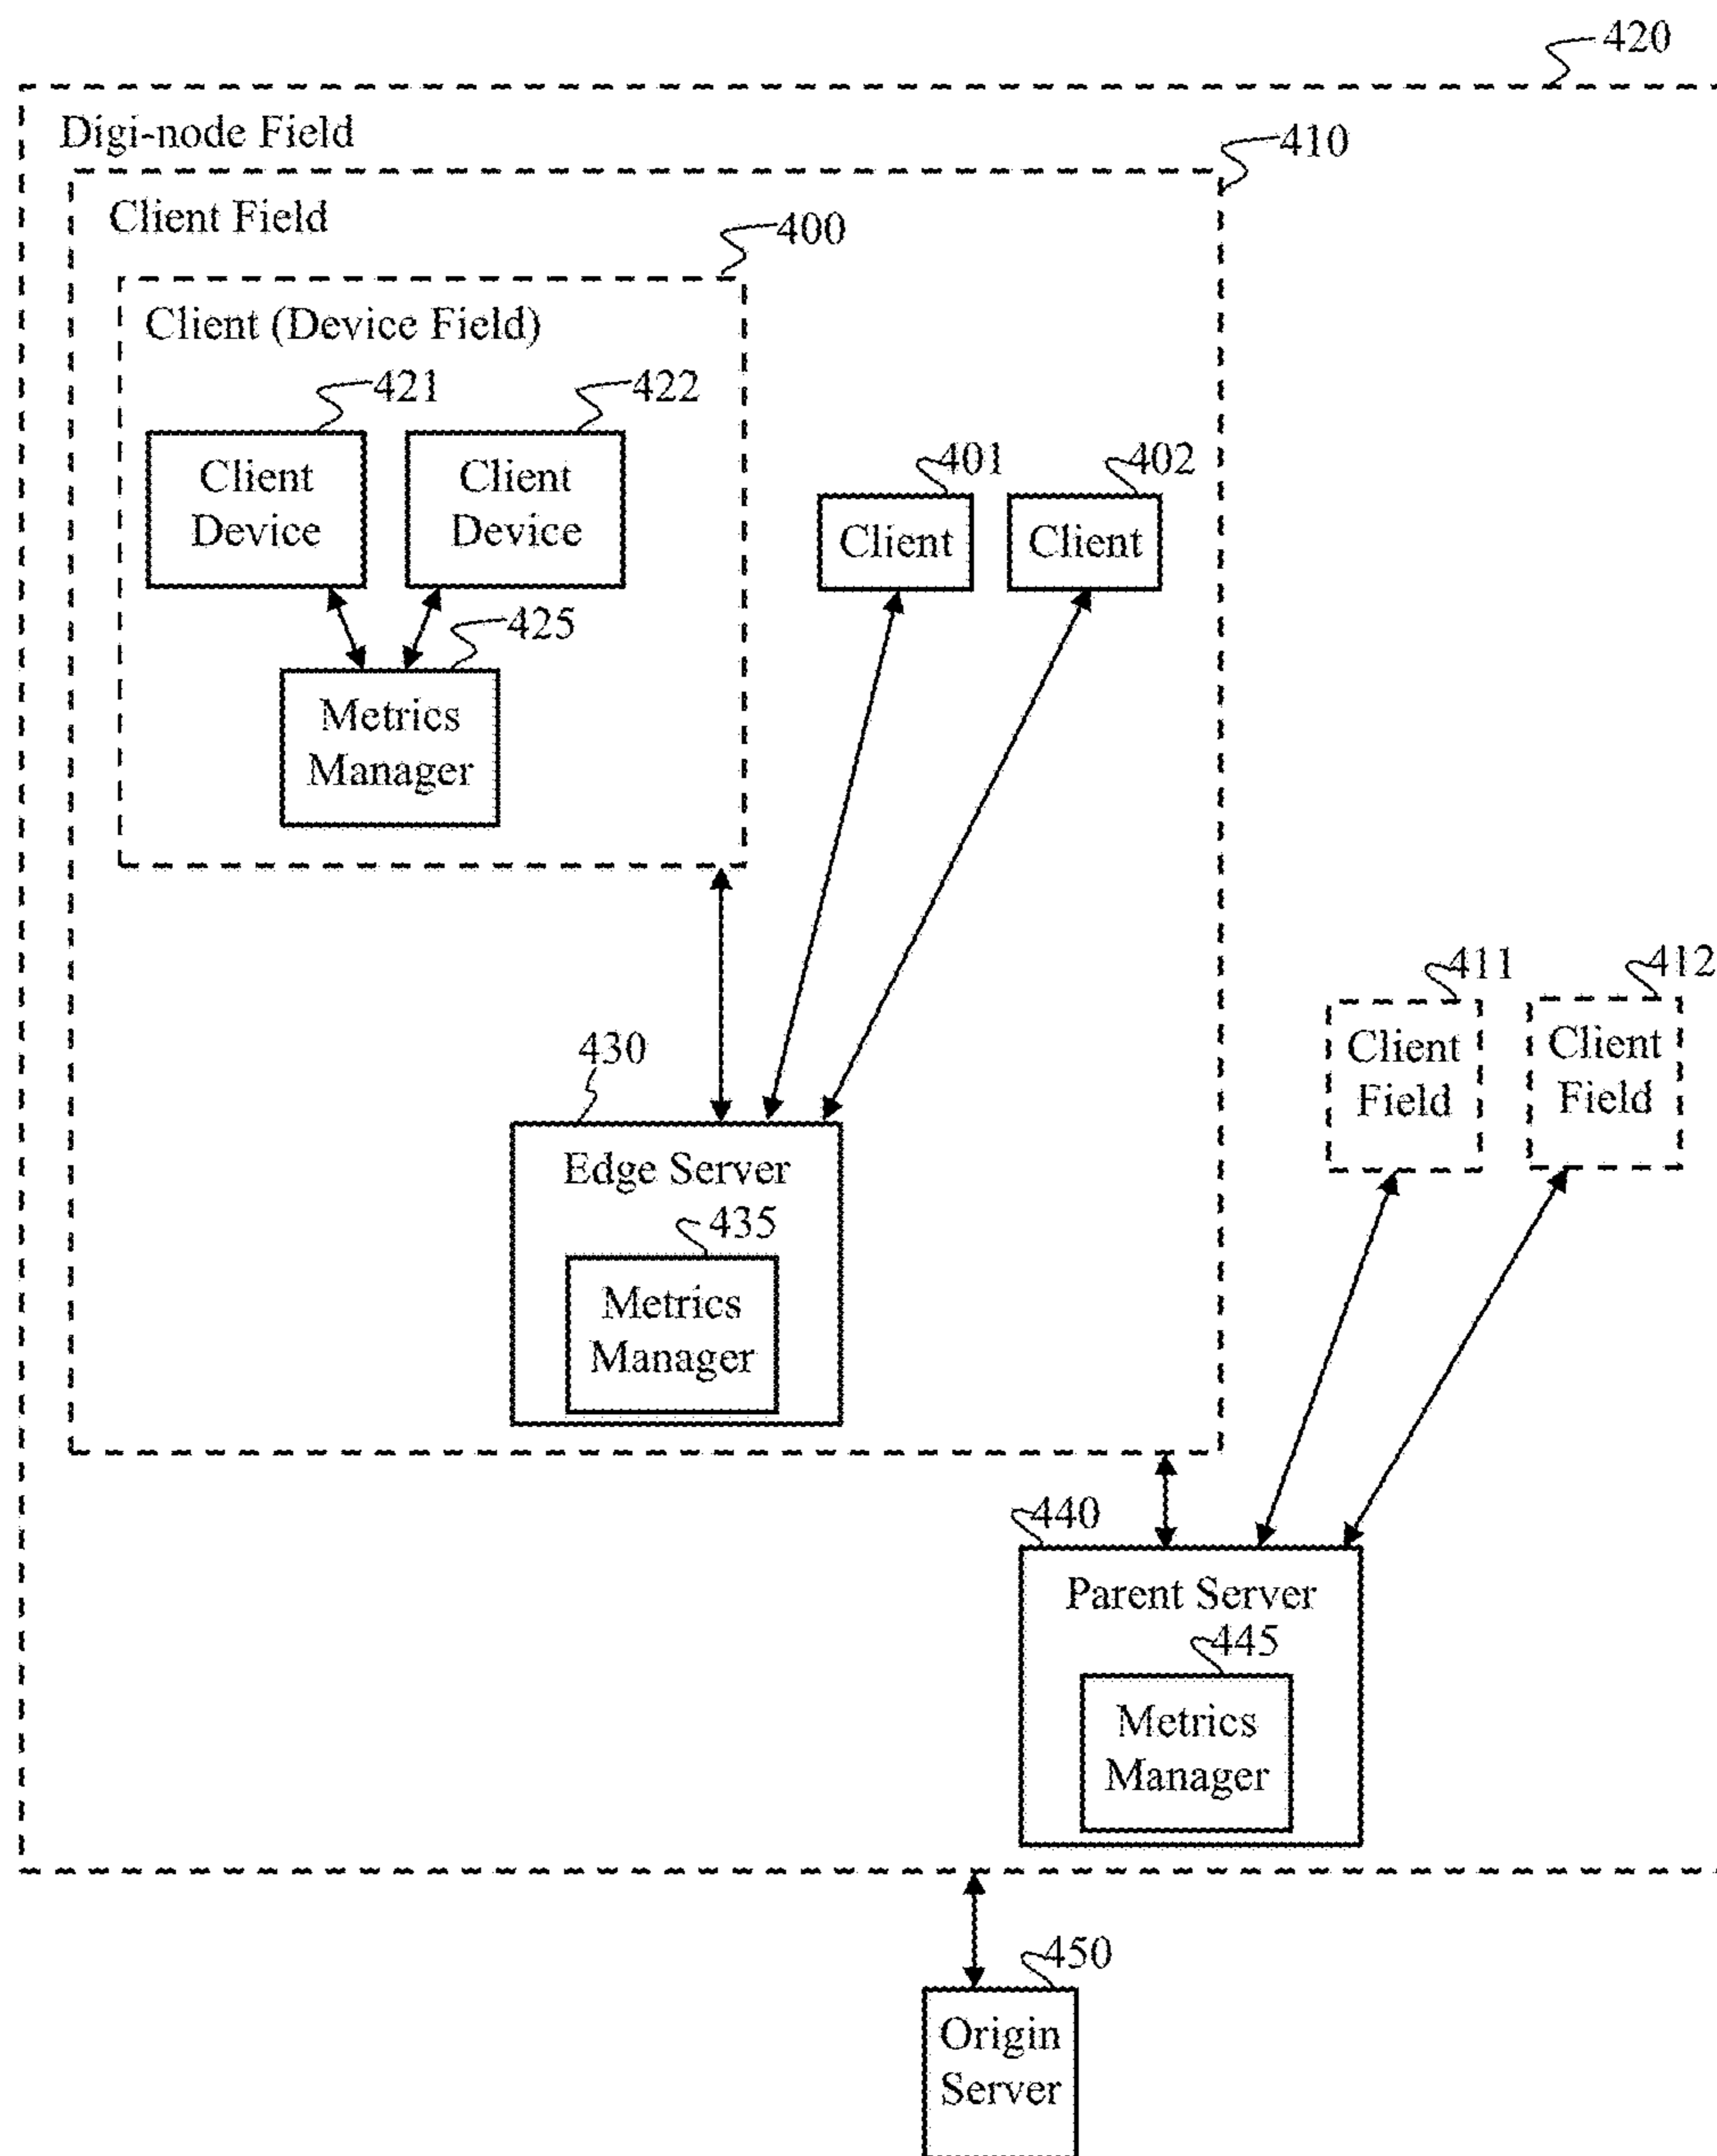 420
Digi-node Field
410
Client Field
400
Client (Device Field)
421
422
Client
Device
Client
Device
401
402
Client
Client
425
Metrics
Manager
411
412
Client
Field
Client
Field
430
Edge Server
435
Metrics
Manager
440
Parent Server
445
Metrics
Manager
450
Origin
Server